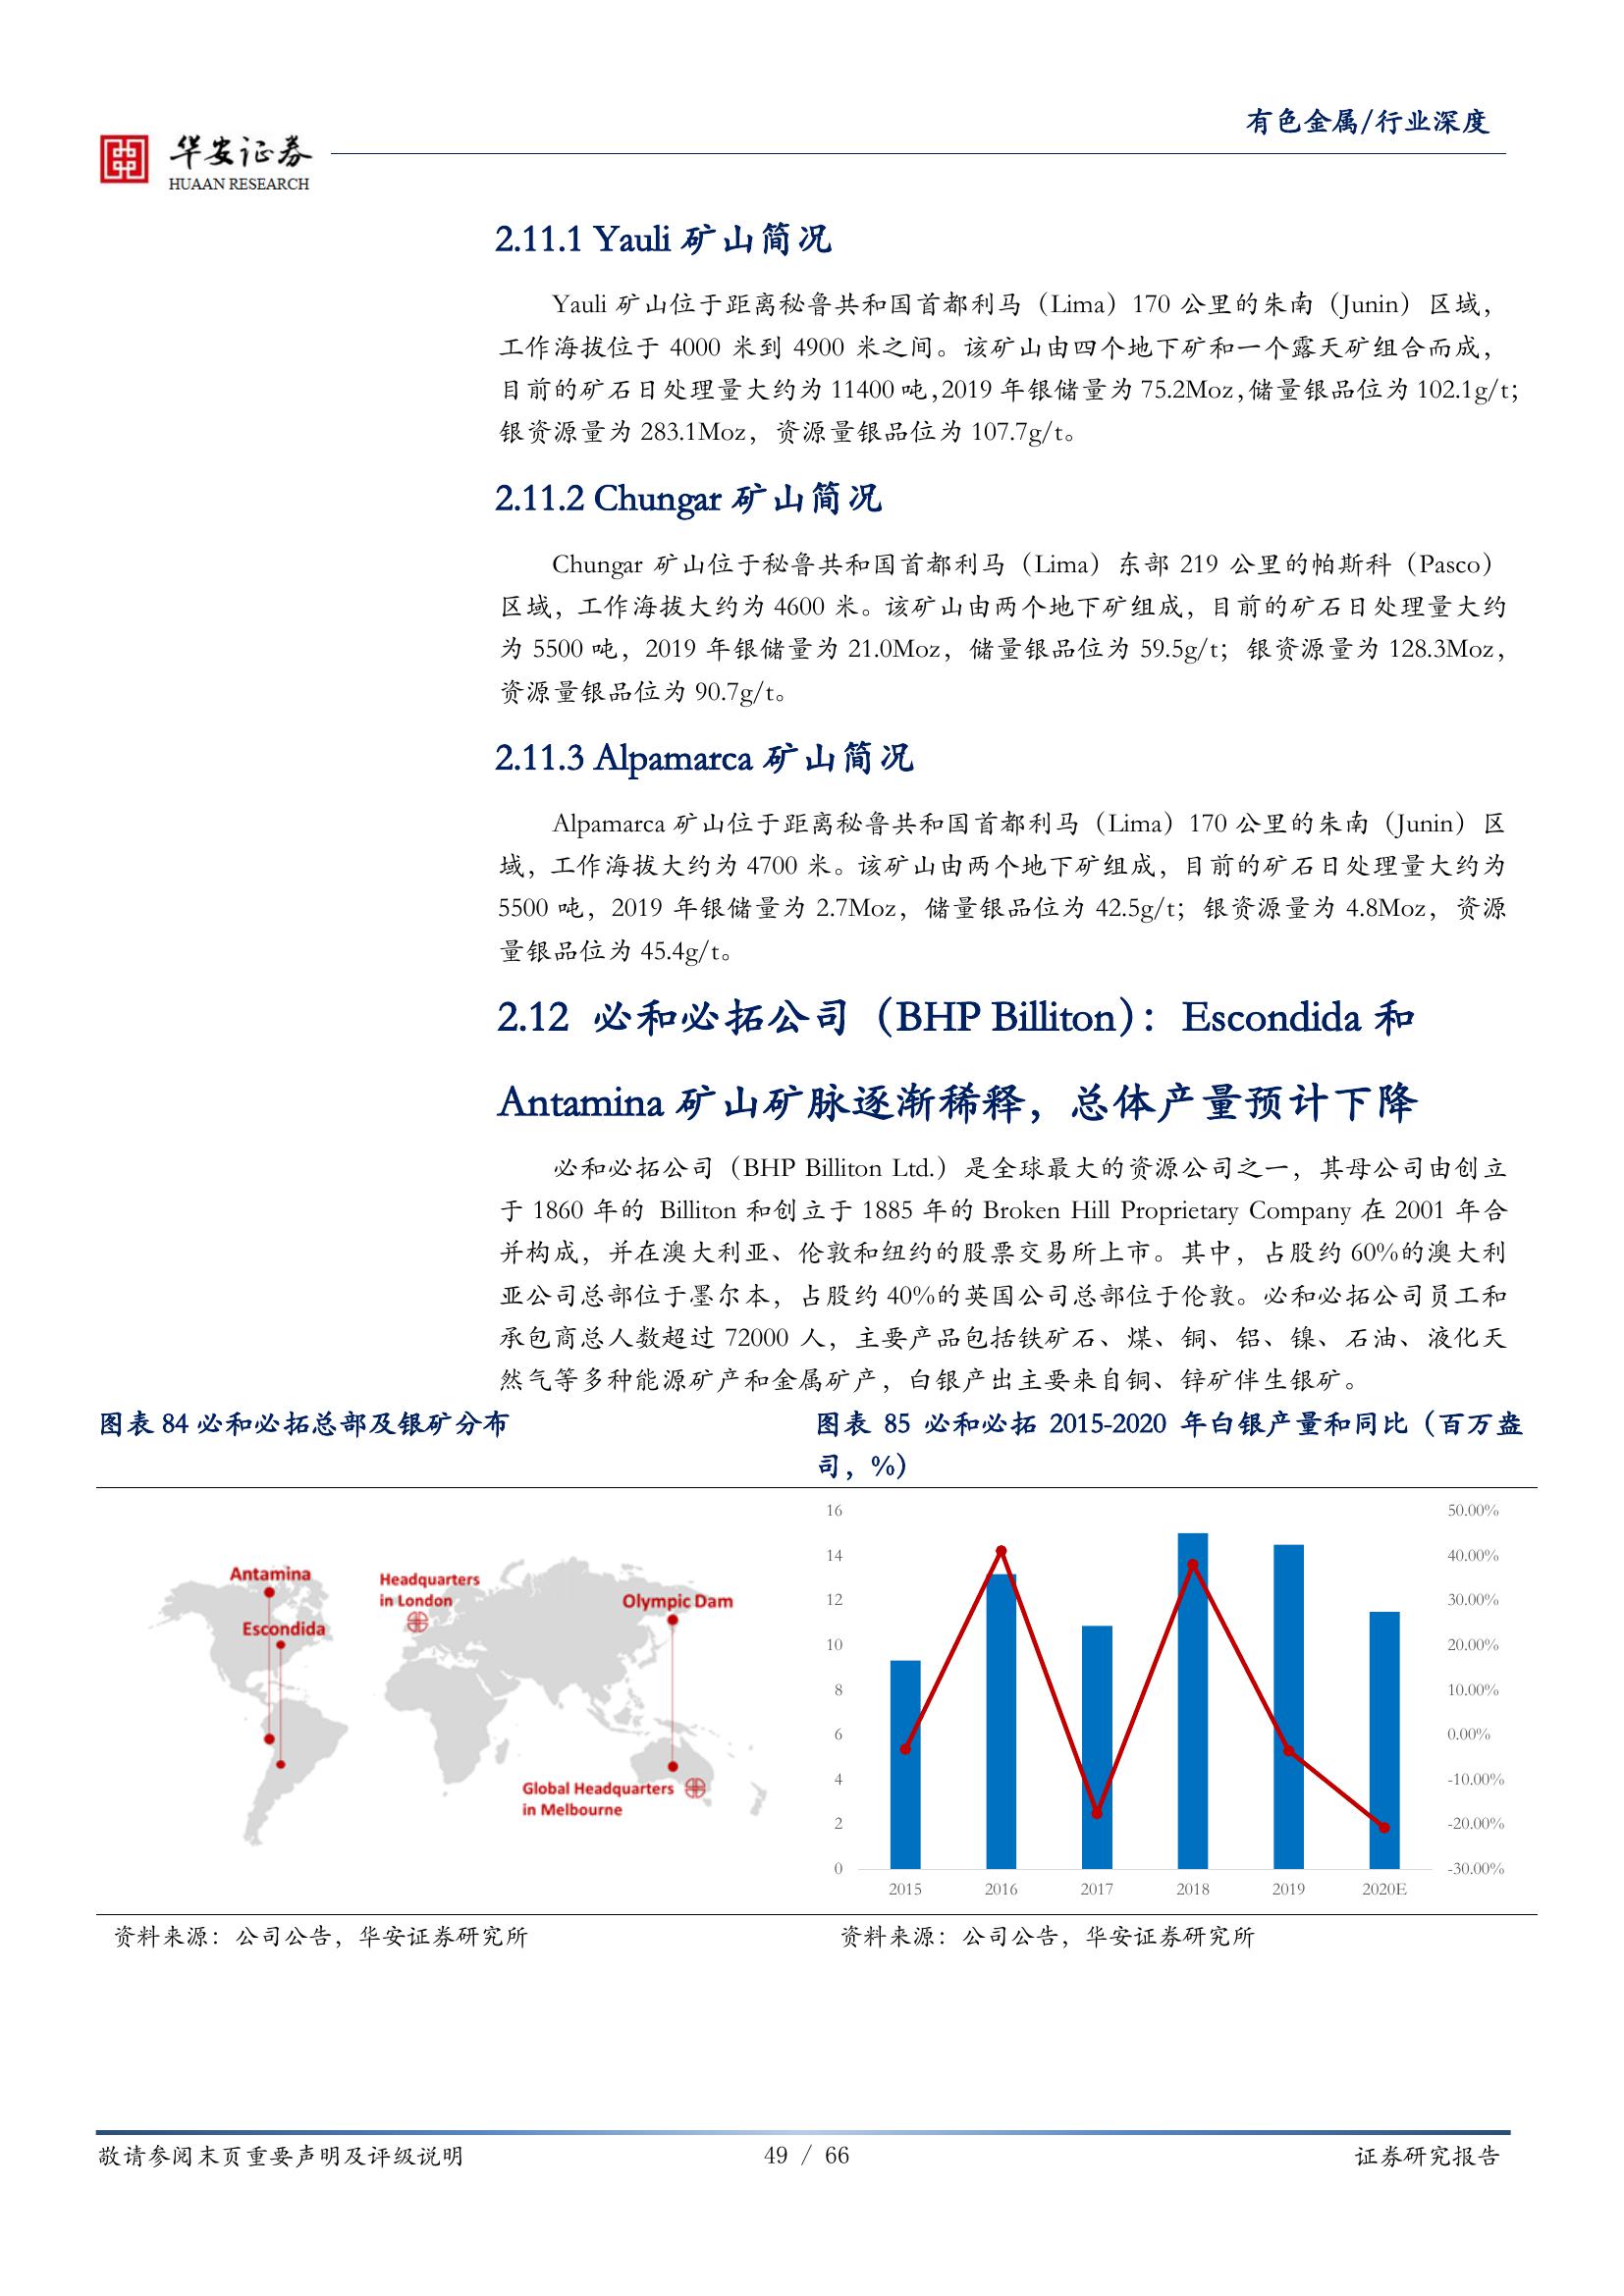 有色金属/行业深度
华安证券
HUAAN RESEARCH
2.11.1 Yauli 矿山简况
Yauli 矿山位于距离秘鲁共和国首都利马（Lima）170 公里的朱南（Junin）区域，
工作海拔位于 4000 米到 4900 米之间。该矿山由四个地下矿和一个露天矿组合而成，
目前的矿石日处理量大约为 11400 吨，2019 年银储量为 75.2Moz，储量银品位为 102.1g/t；
银资源量为 283.1Moz，资源量银品位为 107.7g/t。
2.11.2 Chungar 矿山简况
Chungar 矿山位于秘鲁共和国首都利马（Lima）东部 219 公里的帕斯科（Pasco）
区域，工作海拔大约为 4600 米。该矿山由两个地下矿组成，目前的矿石日处理量大约
为 5500 吨，2019 年银储量为 21.0Moz，储量银品位为 59.5g/t；银资源量为 128.3Moz，
资源量银品位为 90.7g/t。
2.11.3 Alpamarca 矿山简况
Alpamarca 矿山位于距离秘鲁共和国首都利马（Lima）170 公里的朱南（Junin）区
域，工作海拔大约为 4700 米。该矿山由两个地下矿组成，目前的矿石日处理量大约为
5500 吨，2019 年银储量为 2.7Moz，储量银品位为 42.5g/t；银资源量为 4.8Moz，资源
量银品位为 45.4g/t。
2.12 必和必拓公司（BHP Billiton）：Escondida 和
Antamina 矿山矿脉逐渐稀释，总体产量预计下降
必和必拓公司（BHP Billiton Ltd.）是全球最大的资源公司之一，其母公司由创立
于 1860 年的 Billiton 和创立于 1885 年的 Broken Hill Proprietary Company 在 2001 年合
并构成，并在澳大利亚、伦敦和纽约的股票交易所上市。其中，占股约 60%的澳大利
亚公司总部位于墨尔本，占股约 40%的英国公司总部位于伦敦。必和必拓公司员工和
承包商总人数超过 72000 人，主要产品包括铁矿石、煤、铜、铝、镍、石油、液化天
然气等多种能源矿产和金属矿产，白银产出主要来自铜、锌矿伴生银矿。
图表 84 必和必拓总部及银矿分布
Antamina
Escondida
Headquarters
in London
Olympic Dam
Global Headquarters
in Melbourne
资料来源：公司公告，华安证券研究所
图表 85 必和必拓 2015-2020 年白银产量和同比（百万盎
司，%）
16
14
12
10
8
6
4
2
0
50.00%
40.00%
30.00%
20.00%
10.00%
0.00%
-10.00%
-20.00%
-30.00%
2015 2016 2017 2018 2019 2020E
资料来源：公司公告，华安证券研究所
敬请参阅末页重要声明及评级说明
49 / 66
证券研究报告